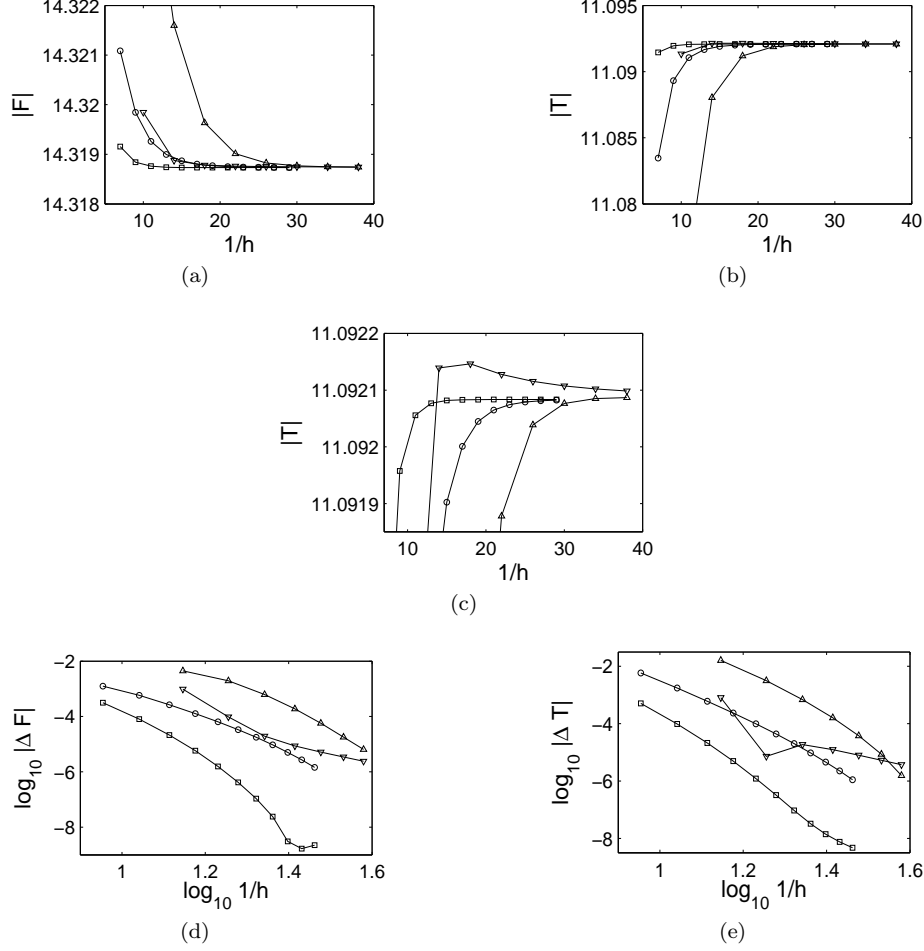 14.322
14.321
14.32
14.319
14.318
|F|
10 20 30 40
1/h
(a)
11.095
11.09
11.085
11.08
|T|
10 20 30 40
1/h
(b)
11.0922
11.0921
11.092
11.0919
|T|
10 20 30 40
1/h
(c)
−2
−4
−6
−8
log10 |Δ F|
1 1.2 1.4 1.6
log10 1/h
(d)
−2
−4
−6
−8
log10 |Δ T|
1 1.2 1.4 1.6
log10 1/h
(e)